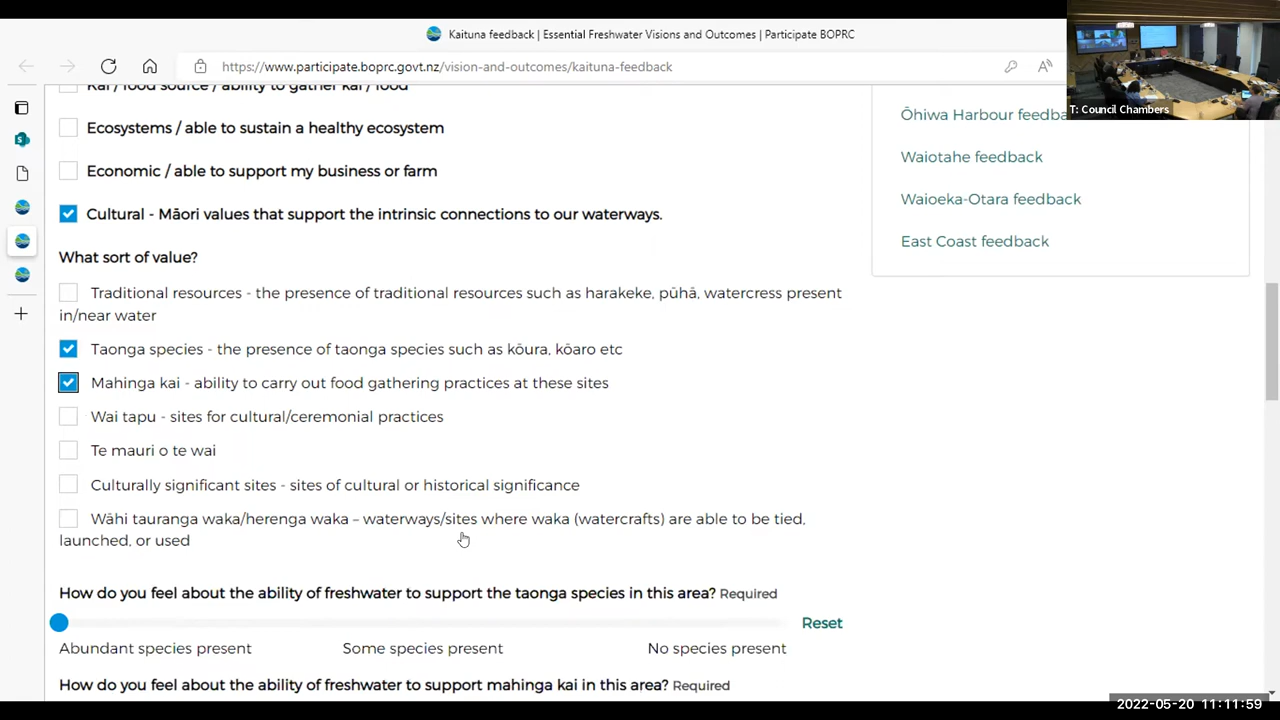 Kaituna feedback | Essential Freshwater Visions and Outcomes | Participate BOPRC
https://www.participate.boprc.govt.nz/vision-and-outcomes/kaituna-feedback
T: Council Chambers
Kai / food source / ability to gather kai / food
Ecosystems / able to sustain a healthy ecosystem
Economic / able to support my business or farm
Cultural - Māori values that support the intrinsic connections to our waterways.
What sort of value?
Traditional resources - the presence of traditional resources such as harakeke, pūhā, watercress present
in/near water
Taonga species - the presence of taonga species such as kōura, kōaro etc
Mahinga kai - ability to carry out food gathering practices at these sites
Wai tapu - sites for cultural/ceremonial practices
Te mauri o te wai
Culturally significant sites - sites of cultural or historical significance
Wāhi tauranga waka/herenga waka – waterways/sites where waka (watercrafts) are able to be tied,
launched, or used
How do you feel about the ability of freshwater to support the taonga species in this area? Required
Reset
Abundant species present
Some species present
No species present
How do you feel about the ability of freshwater to support mahinga kai in this area? Required
Ōhiwa Harbour feedba
Waiotahe feedback
Waioeka-Otara feedback
East Coast feedback
2022-05-20 11:11:59